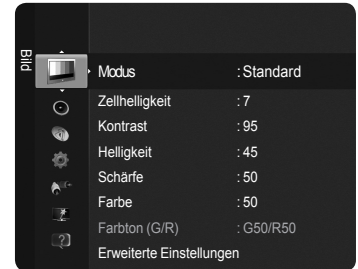 Bild
Modus : Standard
Zellhelligkeit : 7
Kontrast : 95
Helligkeit : 45
Schärfe : 50
Farbe : 50
Farbton (G/R) : G50/R50
Erweiterte Einstellungen